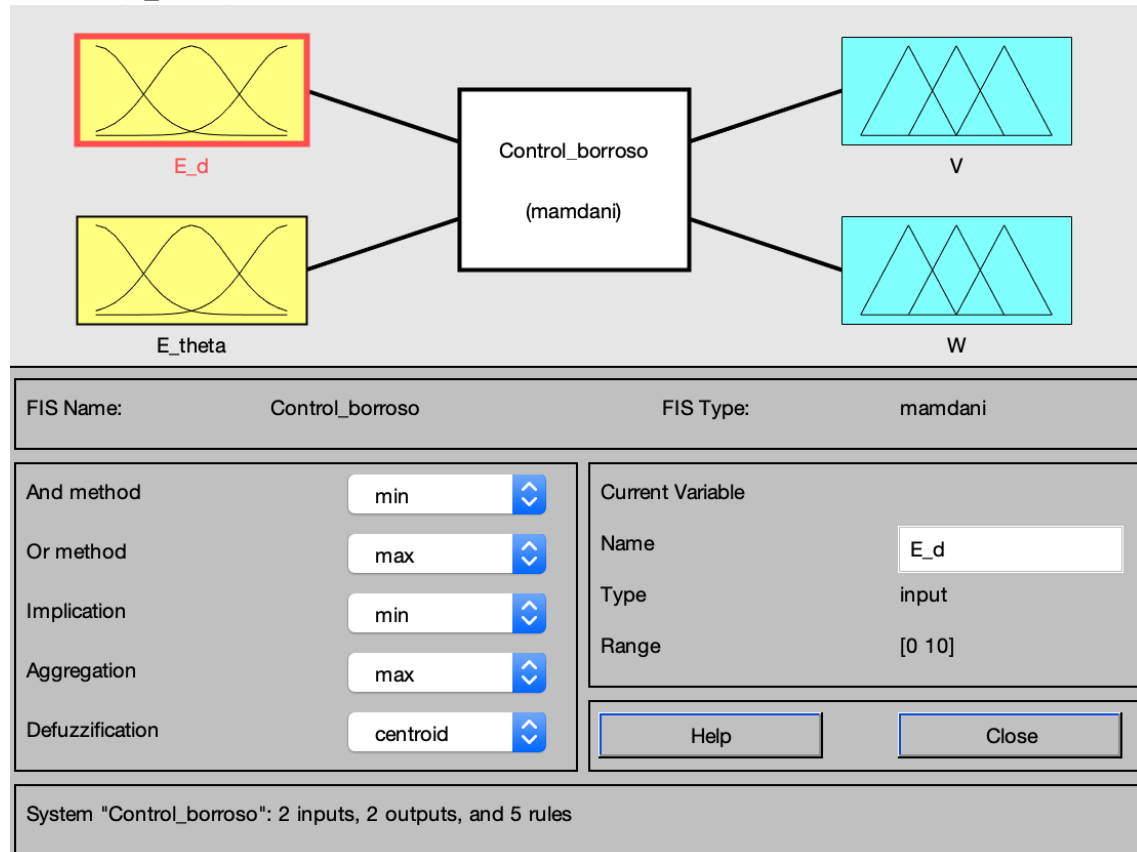 E_d
Control_borroso
(mamdani)
V
E_theta
W
FIS Name: Control_borroso FIS Type: mamdani
And method min
Or method max
Implication min
Aggregation max
Defuzzification centroid
Current Variable
Name E_d
Type input
Range [0 10]
Help Close
System "Control_borroso": 2 inputs, 2 outputs, and 5 rules